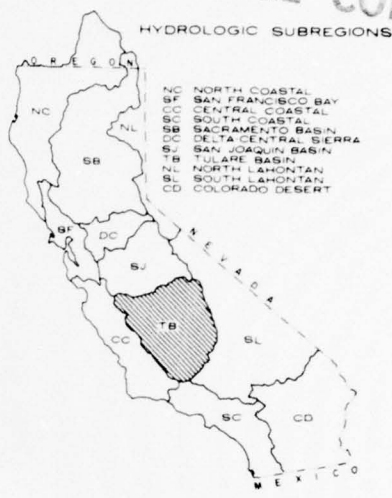 HYDROLOGIC SUBREGIONS
OREGON
NC NORTH COASTAL
SF SAN FRANCISCO BAY
CC CENTRAL COASTAL
SC SOUTH COASTAL
SB SACRAMENTO BASIN
DC DELTA CENTRAL SIERRA
SJ SAN JOAQUIN BASIN
TB TULARE BASIN
NL NORTH LAHONTAN
SL SOUTH LAHONTAN
CD COLORADO DESERT
NC
NL
SB
SF
DC
NEVADA
SJ
TB
CC
SL
SC
CD
MEXICO